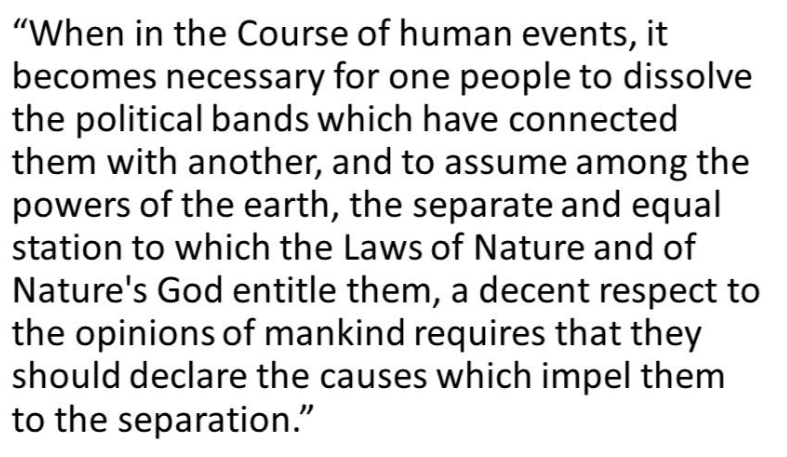 “When in the Course of human events, it
becomes necessary for one people to dissolve
the political bands which have connected
them with another, and to assume among the
powers of the earth, the separate and equal
station to which the Laws of Nature and of
Nature's God entitle them, a decent respect to
the opinions of mankind requires that they
should declare the causes which impel them
to the separation.”